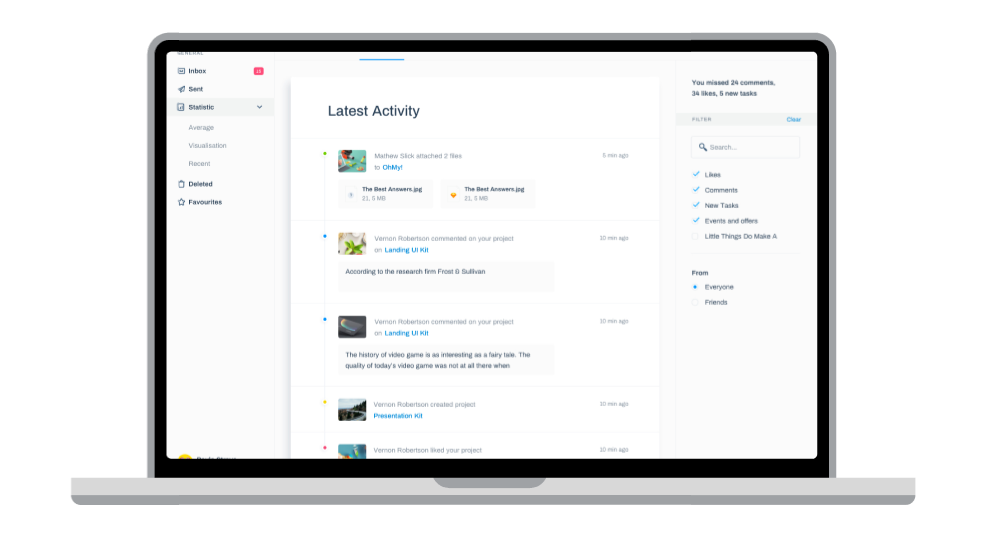 GENERAL
Inbox
Sent
Statistic
Average
Visualisation
Recent
Deleted
Favourites
Latest Activity
Mathew Slick attached 2 files
5 min ago
to OhMy!
The Best Answers.jpg
21, 5 MB
The Best Answers.jpg
21, 5 MB
Vernon Robertson commented on your project
10 min ago
on Landing UI Kit
According to the research firm Frost & Sullivan
Vernon Robertson commented on your project
10 min ago
on Landing UI Kit
The history of video game is as interesting as a fairy tale. The
quality of today's video game was not at all there when
Vernon Robertson created project
10 min ago
Presentation Kit
Vernon Robertson liked your project
10 min ago
You missed 24 comments,
34 likes, 5 new tasks
FILTER
Clear
Search...
Likes
Comments
New Tasks
Events and offers
Little Things Do Make A
From
Everyone
Friends